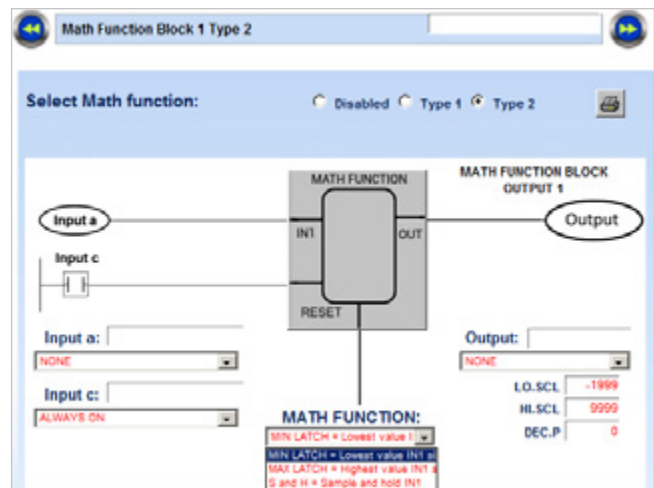 Math Function Block 1 Type 2
Select Math function:
Disabled Type 1 Type 2
MATH FUNCTION
MATH FUNCTION BLOCK
OUTPUT 1
Input a
IN1
OUT
Output
Input c
RESET
Input a:
NONE
Output:
NONE
Input c:
ALWAYS ON
LO.SCL -1999
HI.SCL 9999
DEC.P 0
MATH FUNCTION:
MIN LATCH = Lowest value
MIN LATCH = Lowest value IN1
MAX LATCH = Highest value IN1
S and H = Sample and hold IN1